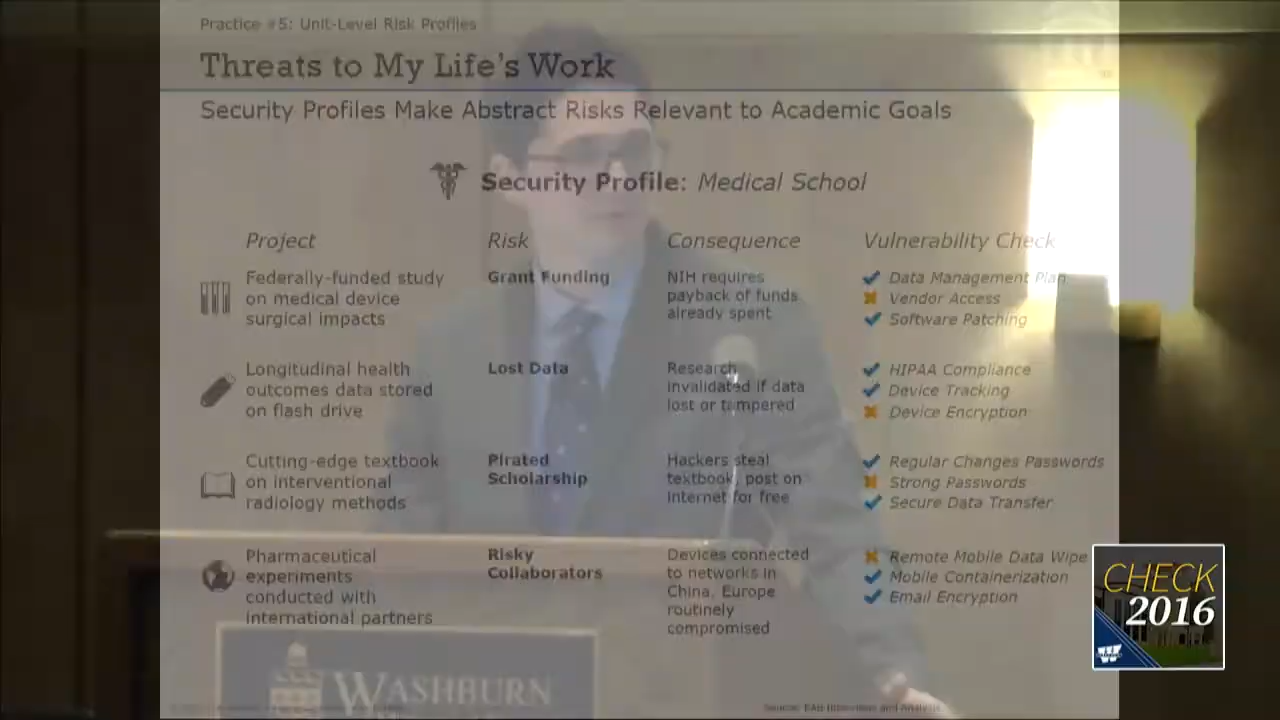 Practice #5: Unit-Level Risk Profiles
Threats to My Life's Work
Security Profiles Make Abstract Risks Relevant to Academic Goals
Security Profile: Medical School
Project
Risk
Consequence
Vulnerability Check
Federally-funded study
on medical device
surgical impacts
Grant Funding
NIH requires
payback of funds
already spent
Data Management Plan
Vendor Access
Software Patching
Longitudinal health
outcomes data stored
on flash drive
Lost Data
Research
invalidated if data
lost or tampered
HIPAA Compliance
Device Tracking
Device Encryption
Cutting-edge textbook
on interventional
radiology methods
Pirated
Scholarship
Hackers steal
textbook, post on
internet for free
Regular Changes Passwords
Strong Passwords
Secure Data Transfer
Pharmaceutical
experiments
conducted with
international partners
Risky
Collaborators
Devices connected
to networks in
China, Europe
routinely
compromised
Remote Mobile Data Wipe
Mobile Containerization
Email Encryption
CHECK
2016
WASHBURN
Source: EAB interviews and analysis.